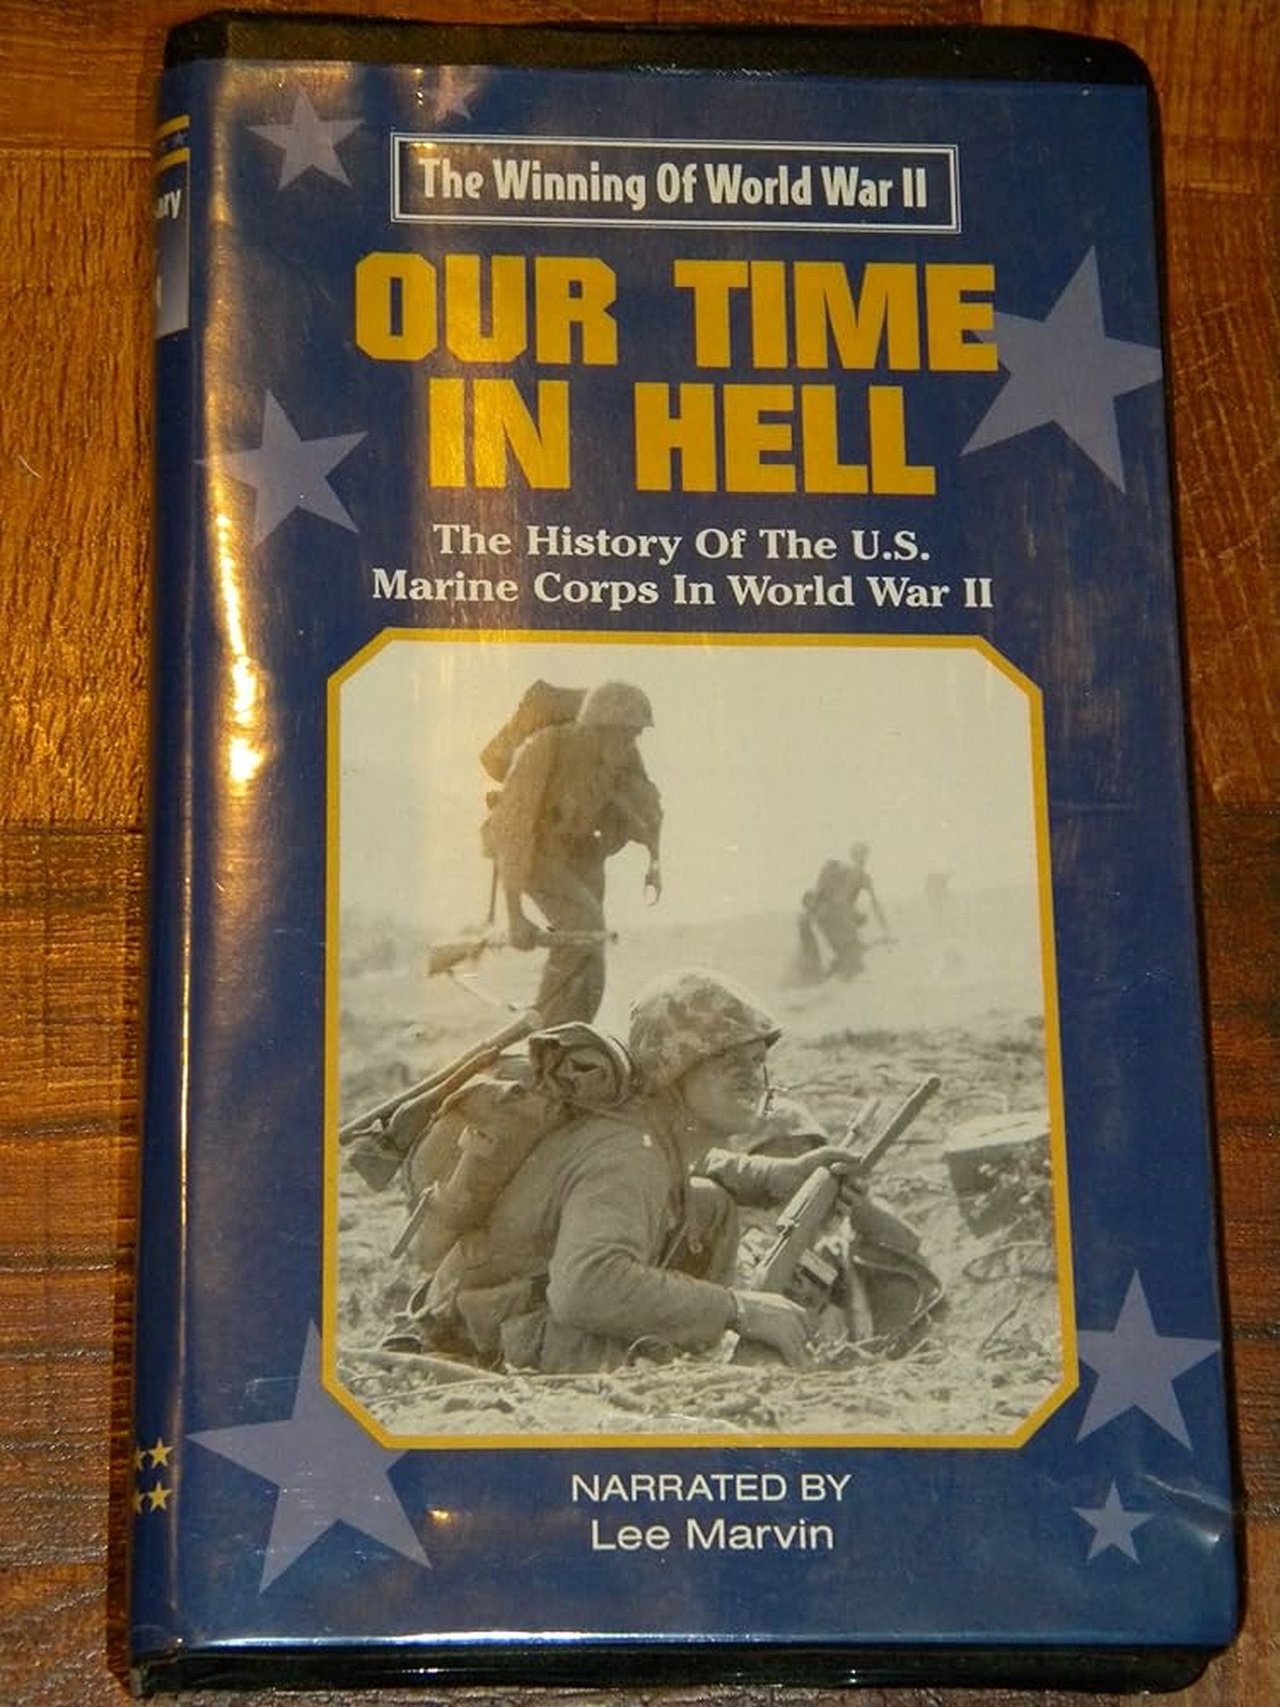 The Winning Of World War II
OUR TIME
IN HELL
The History Of The U.S.
Marine Corps In World War II
NARRATED BY
Lee Marvin